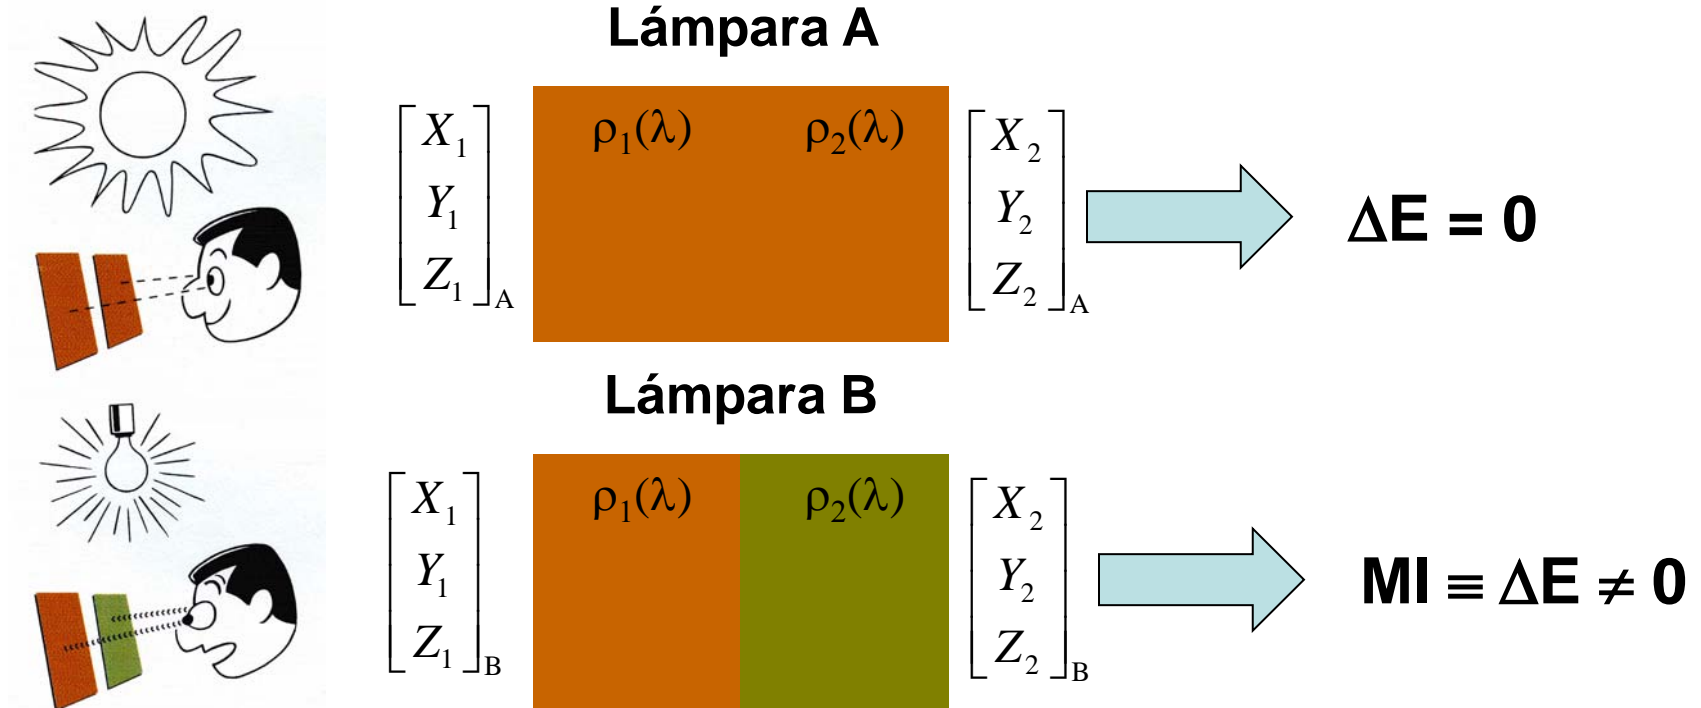 Lámpara A
[X₁ Y₁ Z₁]A
ρ₁(λ) ρ₂(λ)
[X₂ Y₂ Z₂]A
ΔE = 0
Lámpara B
[X₁ Y₁ Z₁]B
ρ₁(λ) ρ₂(λ)
[X₂ Y₂ Z₂]B
MI ≡ ΔE ≠ 0